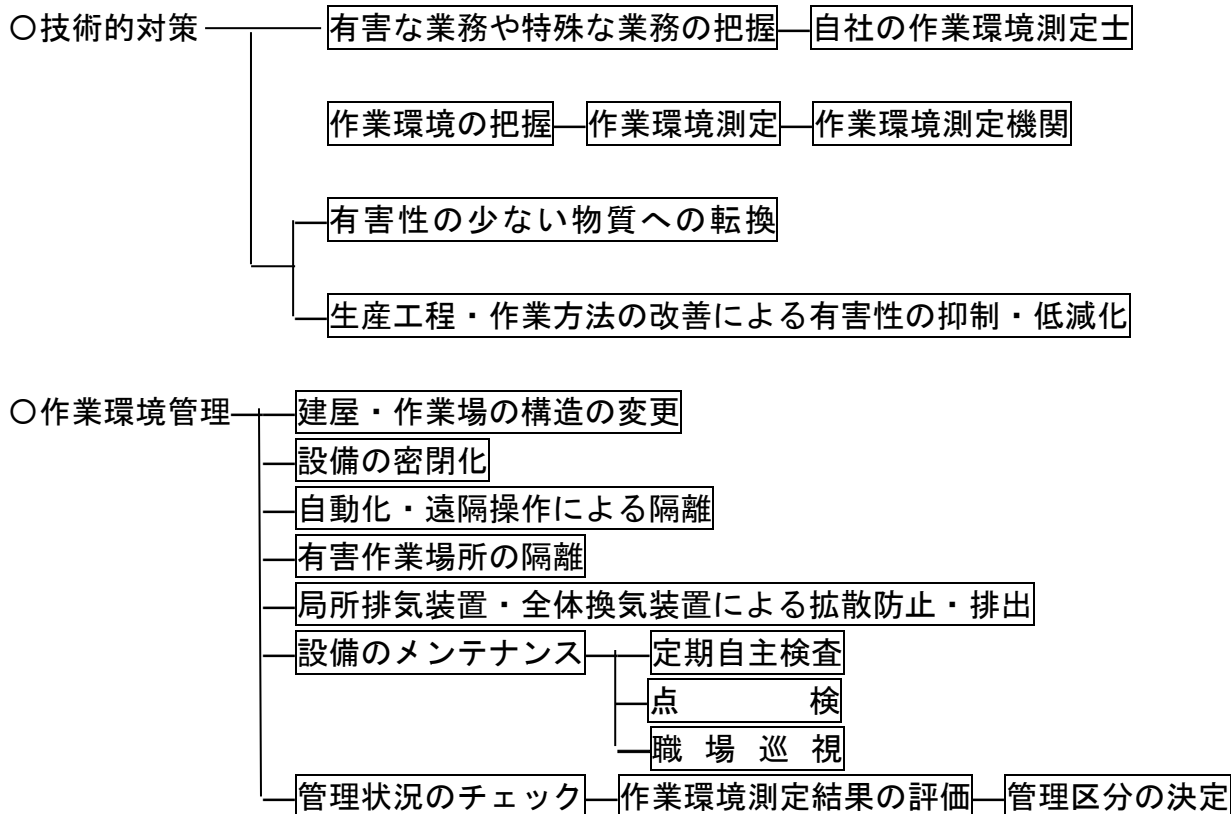 〇技術的対策 有害な業務や特殊な業務の把握 自社の作業環境測定士
作業環境の把握 作業環境測定 作業環境測定機関
有害性の少ない物質への転換
生産工程・作業方法の改善による有害性の抑制・低減化
〇作業環境管理 建屋・作業場の構造の変更
設備の密閉化
自動化・遠隔操作による隔離
有害作業場所の隔離
局所排気装置・全体換気装置による拡散防止・排出
設備のメンテナンス 定期自主検査
点 検
職 場 巡 視
管理状況のチェック 作業環境測定結果の評価 管理区分の決定